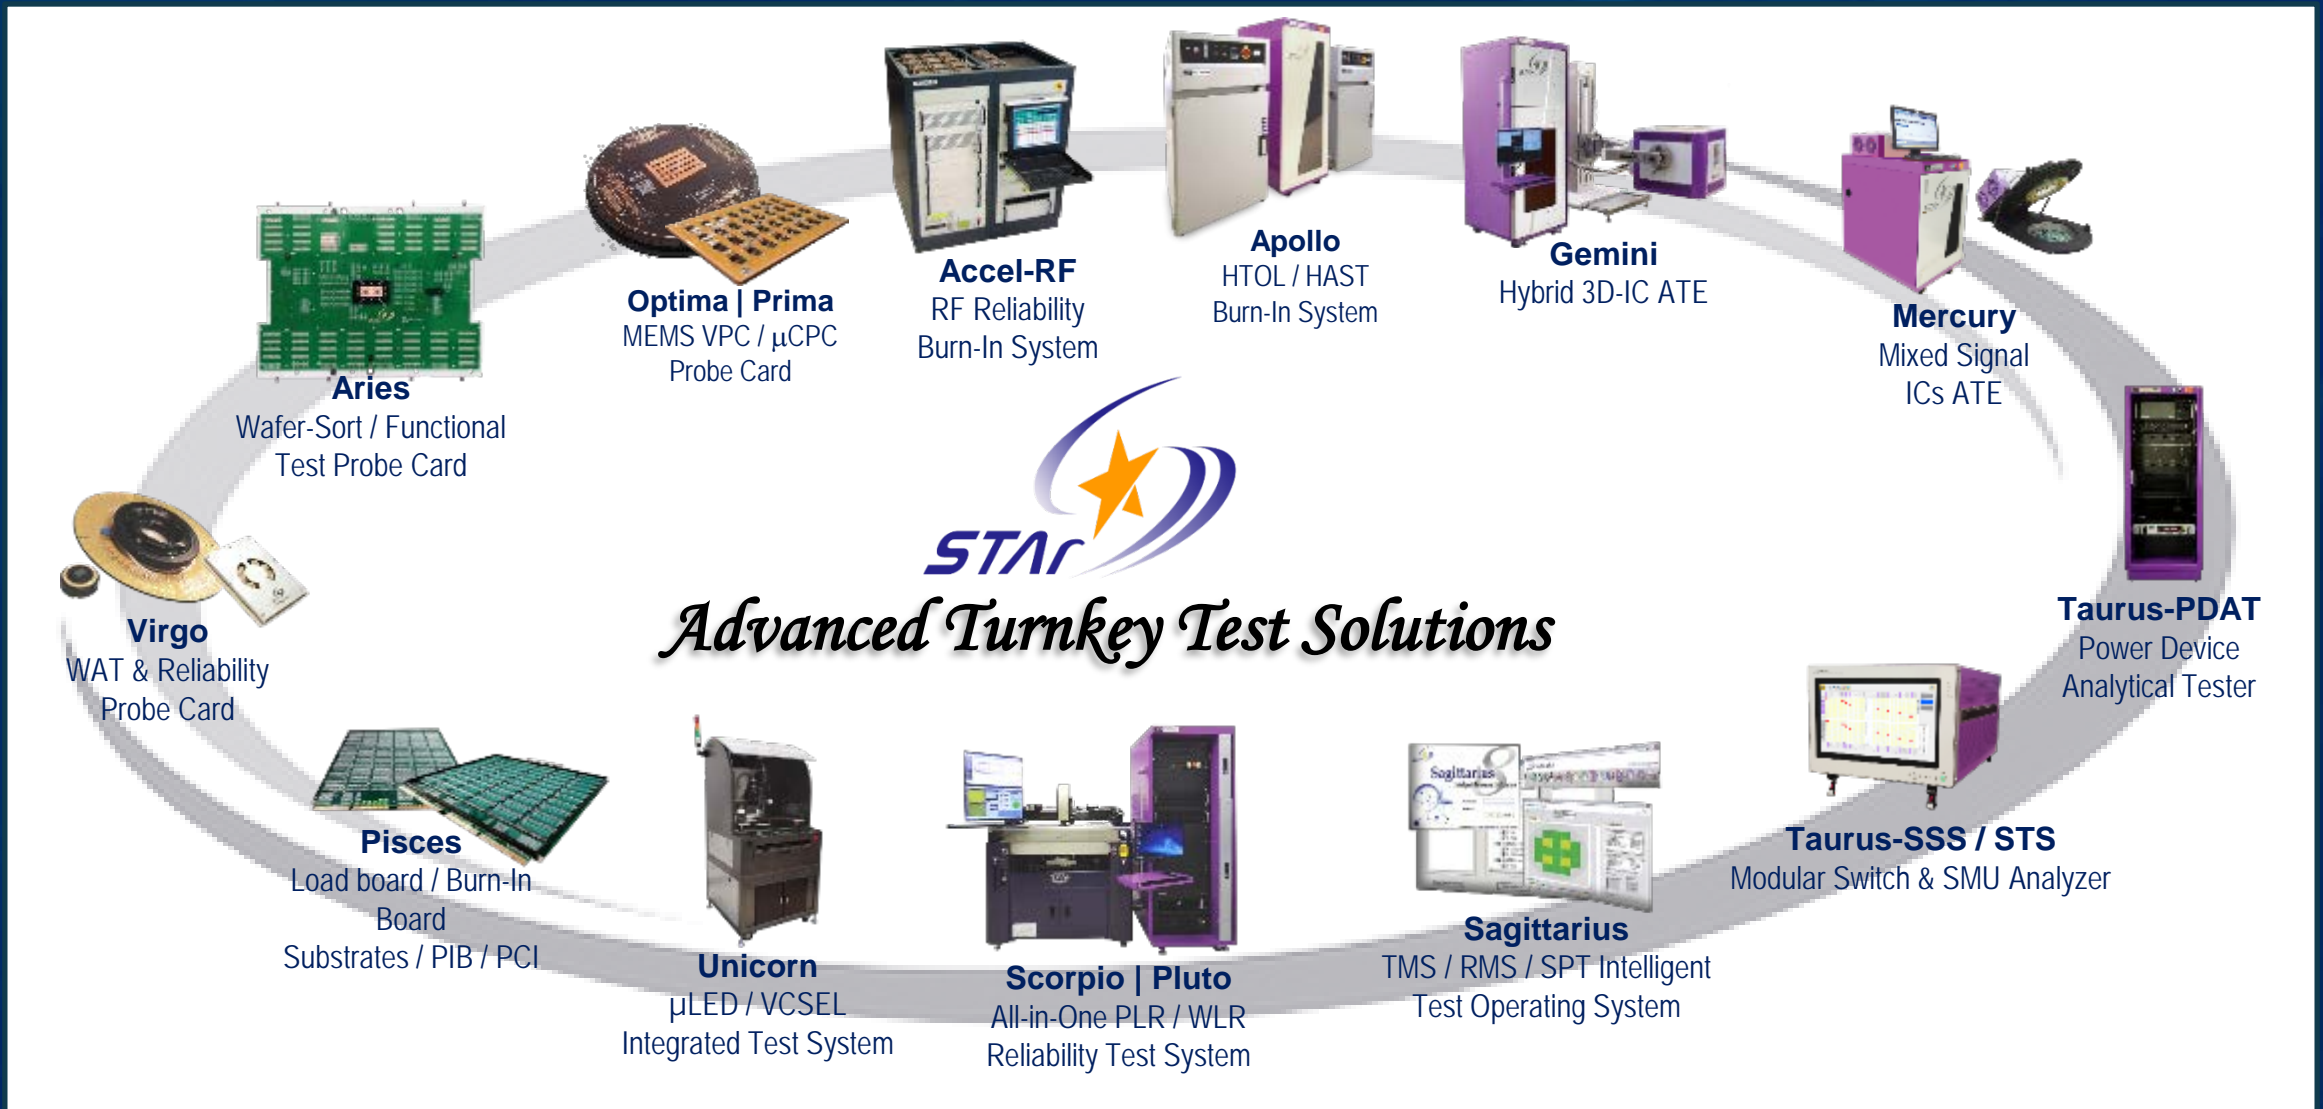 Apollo
HTOL / HAST
Burn-In System
Gemini
Hybrid 3D-IC ATE
Accel-RF
RF Reliability
Burn-In System
Optima | Prima
MEMS VPC / µCPC
Probe Card
Mercury
Mixed Signal
ICs ATE
Aries
Wafer-Sort / Functional
Test Probe Card
STAr
Advanced Turnkey Test Solutions
Virgo
WAT & Reliability
Probe Card
Taurus-PDAT
Power Device
Analytical Tester
Pisces
Load board / Burn-In
Board
Substrates / PIB / PCI
Unicorn
µLED / VCSEL
Integrated Test System
Scorpio | Pluto
All-in-One PLR / WLR
Reliability Test System
Sagittarius
Sagittarius
TMS / RMS / SPT Intelligent
Test Operating System
Taurus-SSS / STS
Modular Switch & SMU Analyzer